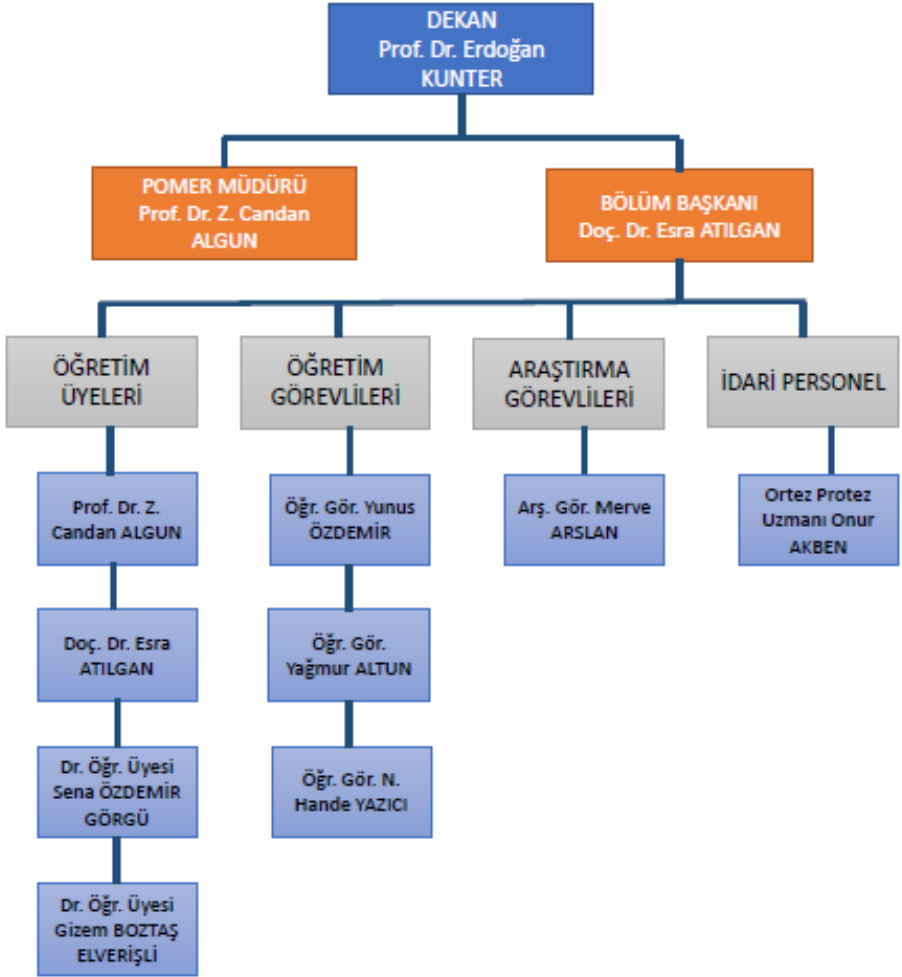 DEKAN
Prof. Dr. Erdoğan
KUNTER
POMER MÜDÜRÜ
Prof. Dr. Z. Candan
ALGUN
BÖLÜM BAŞKANI
Doç. Dr. Esra ATILGAN
ÖĞRETİM
ÜYELERİ
ÖĞRETİM
GÖREVLİLERİ
ARAŞTIRMA
GÖREVLİLERİ
İDARİ PERSONEL
Prof. Dr. Z.
Candan ALGUN
Öğr. Gör. Yunus
ÖZDEMİR
Arş. Gör. Merve
ARSLAN
Ortez Protez
Uzmanı Onur
AKBEN
Doç. Dr. Esra
ATILGAN
Öğr. Gör.
Yağmur ALTUN
Dr. Öğr. Üyesi
Sena ÖZDEMİR
GÖRGÜ
Öğr. Gör. N.
Hande YAZICI
Dr. Öğr. Üyesi
Gizem BOZTAŞ
ELVERİŞLİ